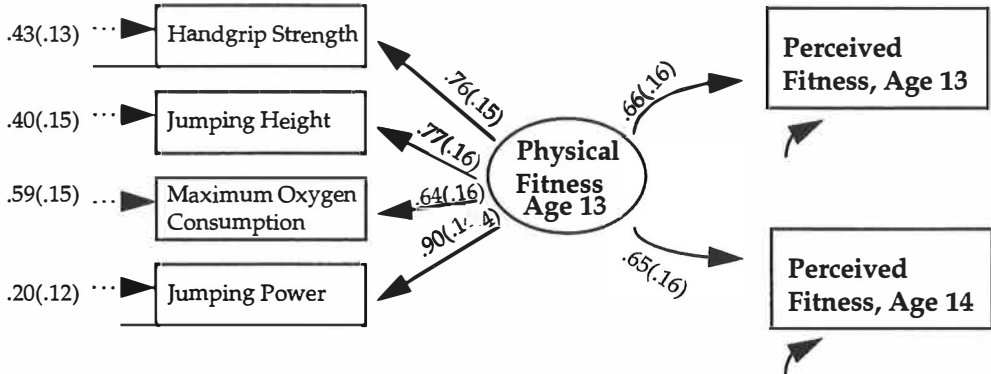 .43(.13)
Handgrip Strength
.76(.15)
.40(.15)
Jumping Height
.77(.16)
.59(.15)
Maximum Oxygen
Consumption
.64(.16)
.20(.12)
Jumping Power
Physical
Fitness
Age 13
.66(.16)
Perceived
Fitness, Age 13
.65(.16)
Perceived
Fitness, Age 14